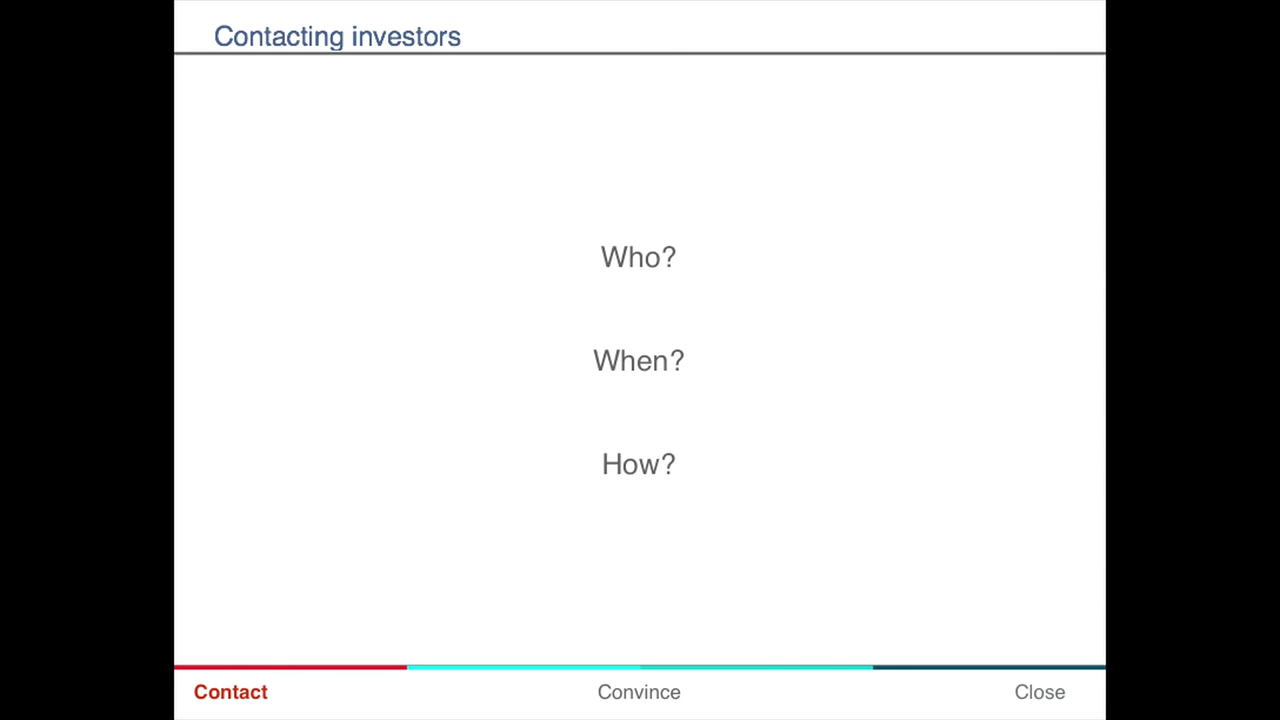 Contacting investors
Who?
When?
How?
Contact Convince Close